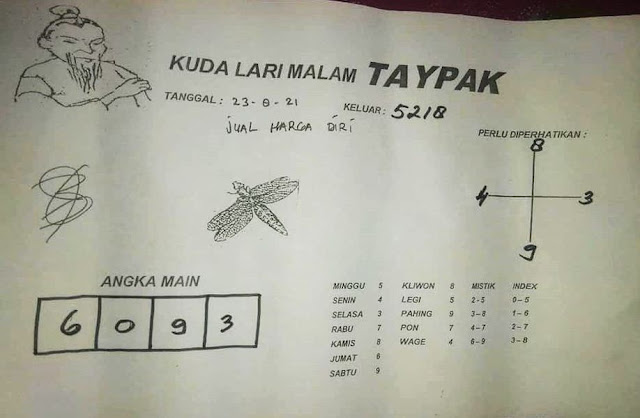 KUDA LARI MALAM TAYPAK
TANGGAL : 23-8-21 KELUAR : 5218
JUAL HARGA DIRI
PERLU DIPERHATIKAN :
8
4 3
9
ANGKA MAIN
6 0 9 3
MINGGU 5 KLIWON 8 MISTIK INDEX
SENIN 4 LEGI 5 2-5 0-5
SELASA 3 PAHING 9 3-8 1-6
RABU 7 PON 7 4-7 2-7
KAMIS 8 WAGE 4 6-9 3-8
JUMAT 6
SABTU 9